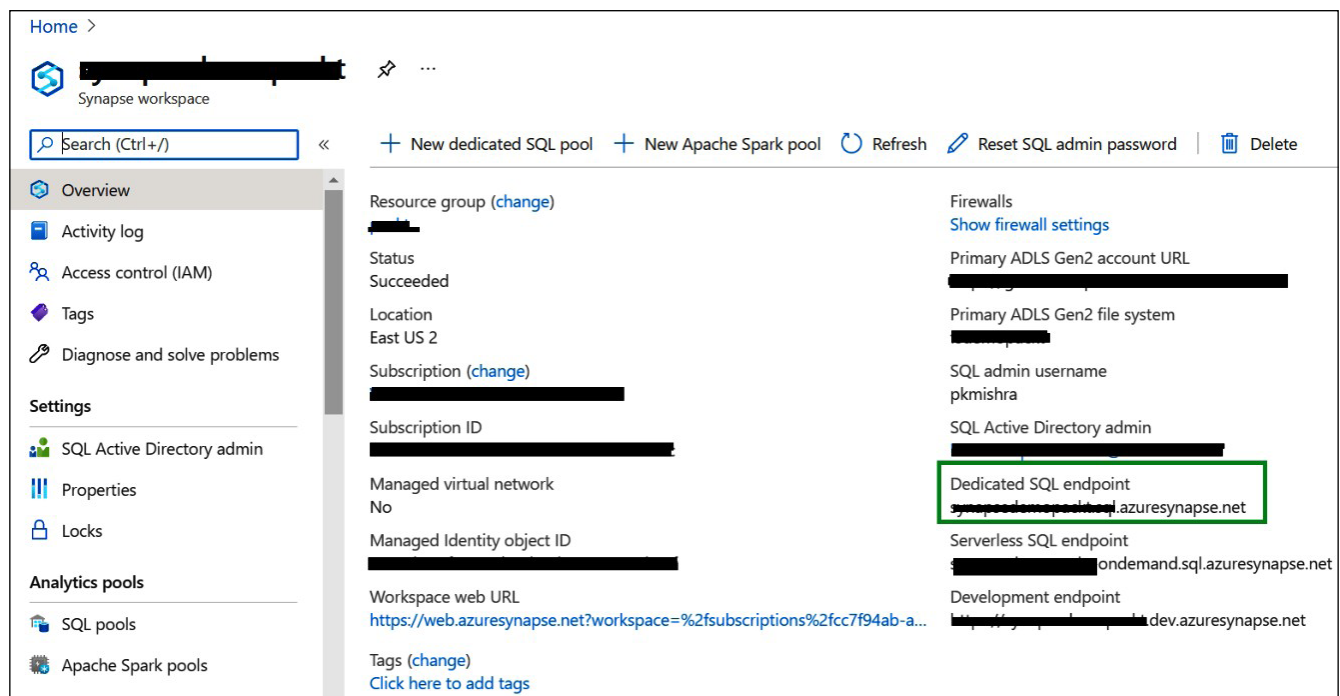 Home >
Synapse workspace
...
Search (Ctrl+/)
«
+ New dedicated SQL pool
+ New Apache Spark pool
Refresh
Reset SQL admin password
Delete
Overview
Activity log
Access control (IAM)
Tags
Diagnose and solve problems
Settings
SQL Active Directory admin
Properties
Locks
Analytics pools
SQL pools
Apache Spark pools
Resource group (change)
Status
Succeeded
Location
East US 2
Subscription (change)
Subscription ID
Managed virtual network
No
Managed Identity object ID
Workspace web URL
https://web.azuresynapse.net?workspace=%2fsubscriptions%2fcc7f94ab-a...
Tags (change)
Click here to add tags
Firewalls
Show firewall settings
Primary ADLS Gen2 account URL
Primary ADLS Gen2 file system
SQL admin username
pkmishra
SQL Active Directory admin
Dedicated SQL endpoint
.azuresynapse.net
Serverless SQL endpoint
ondemand.sql.azuresynapse.net
Development endpoint
.dev.azuresynapse.net